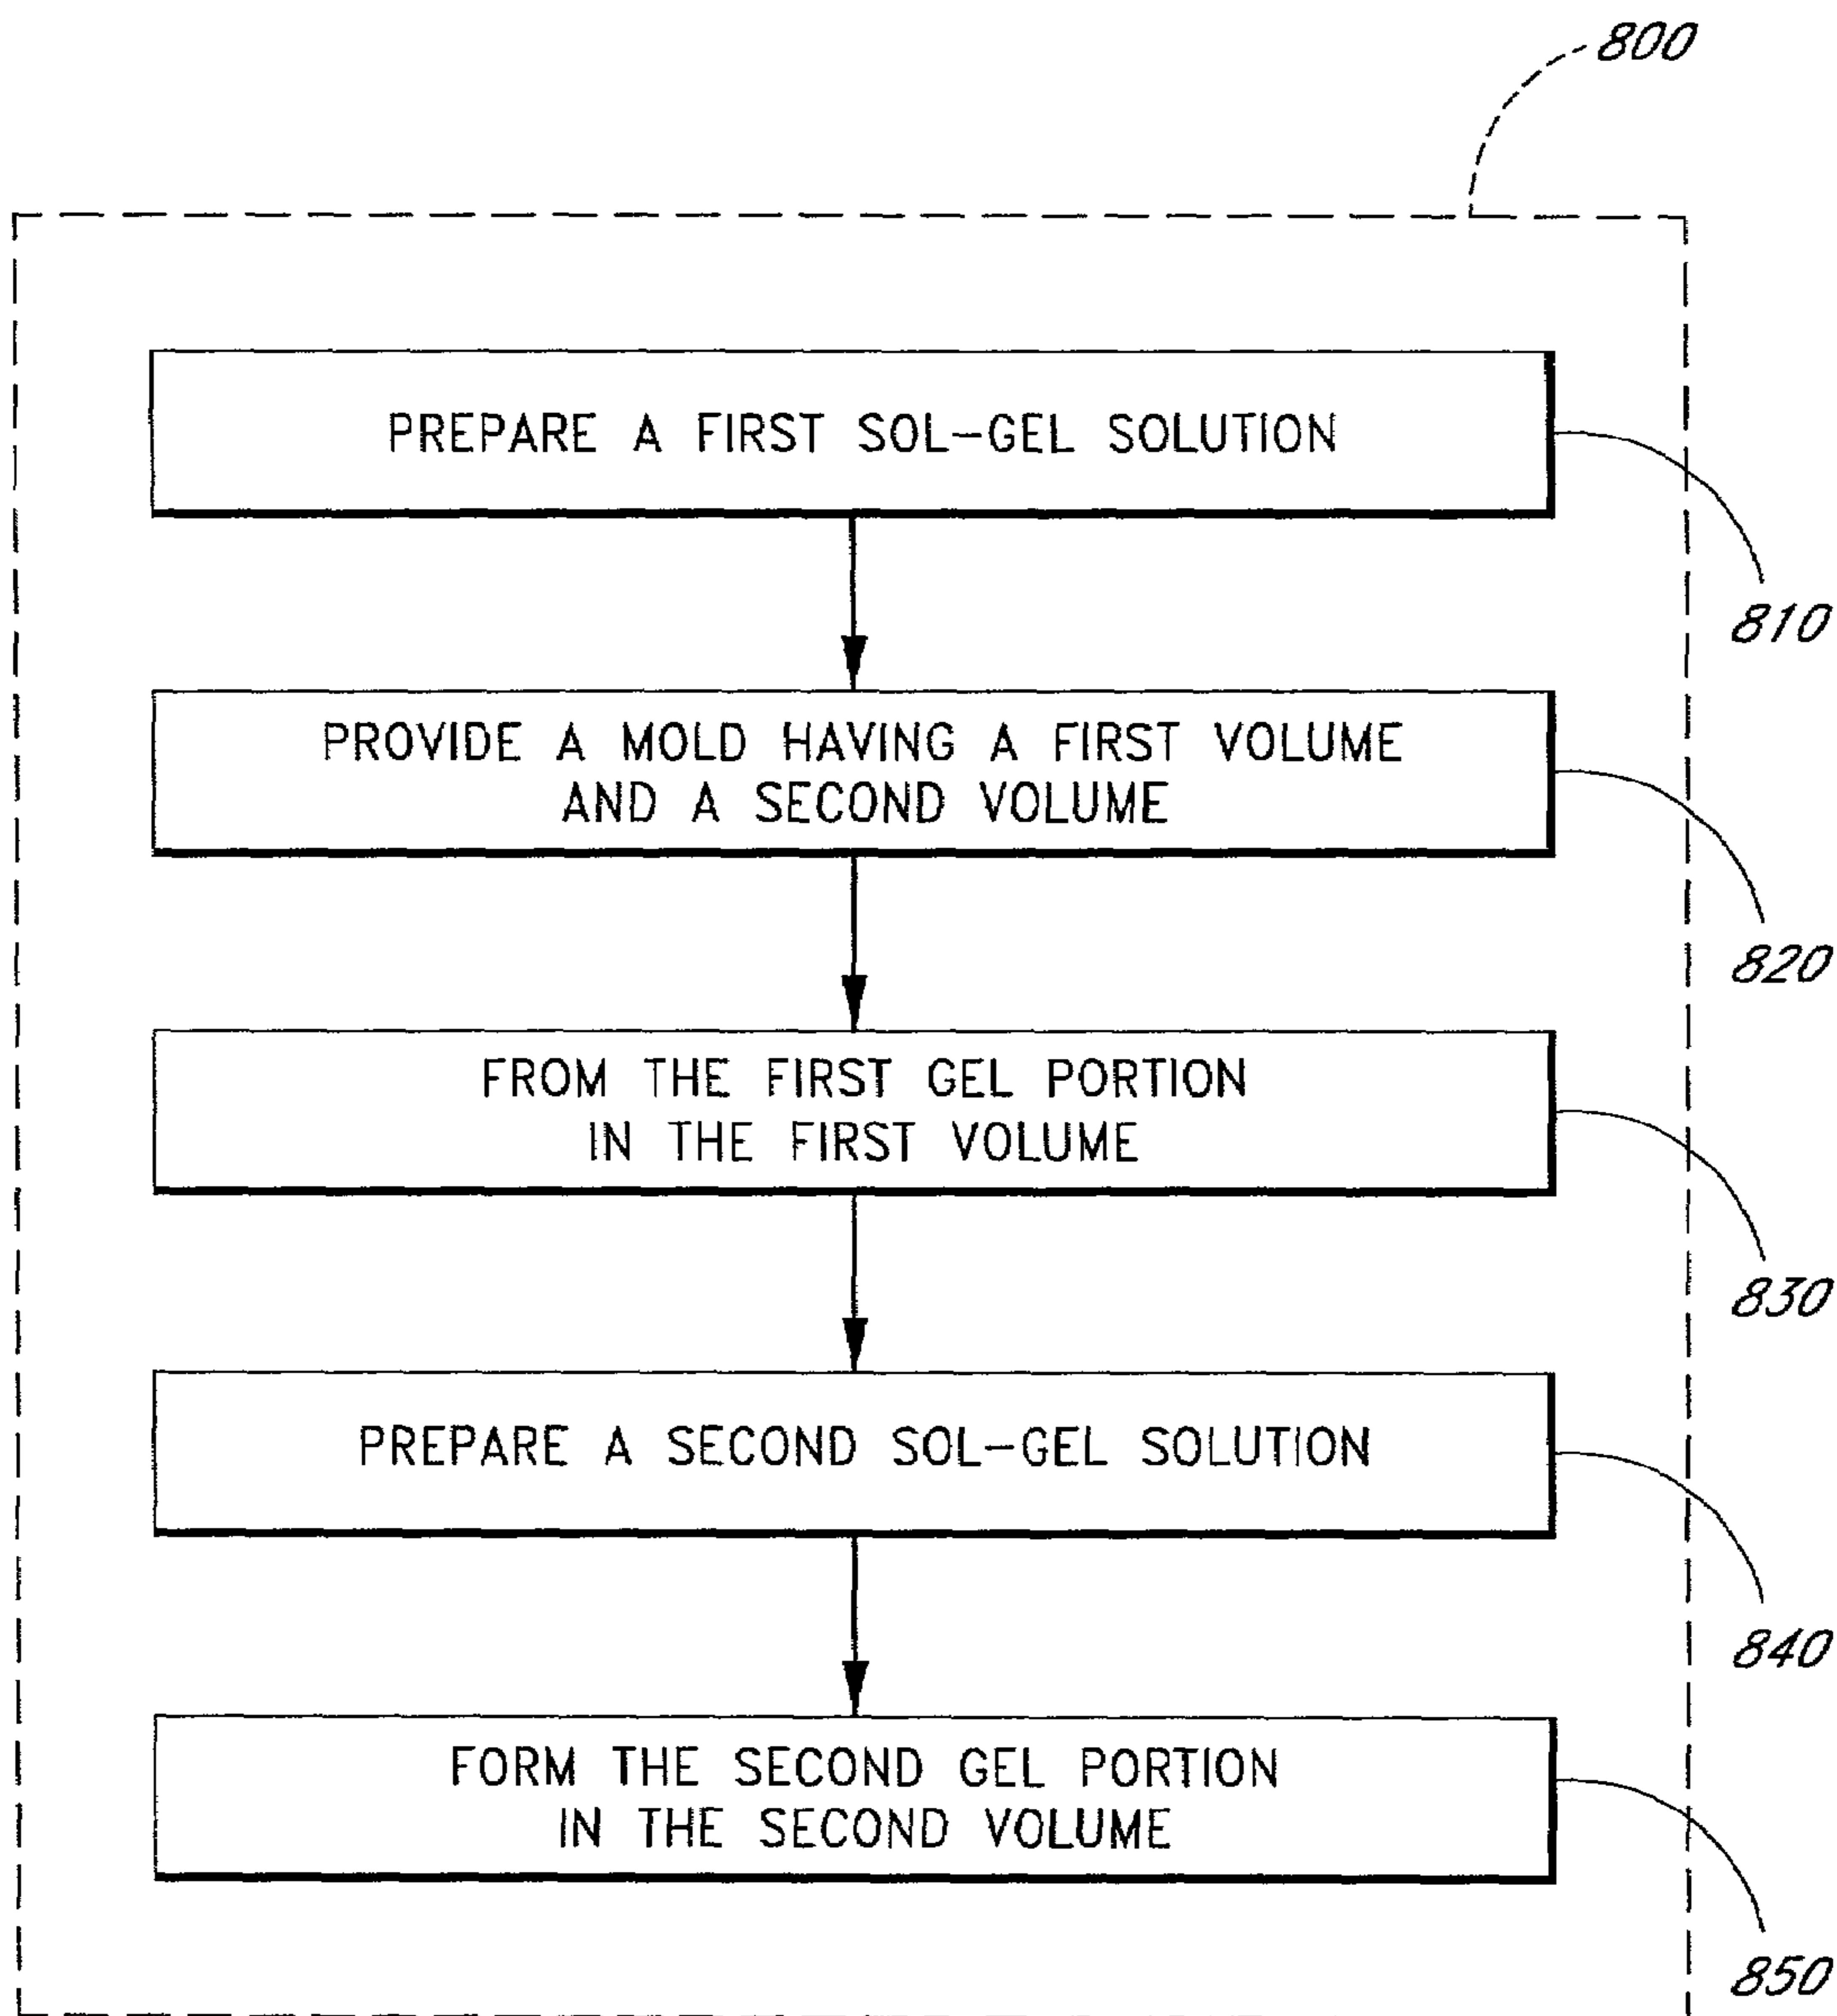 800
PREPARE A FIRST SOL-GEL SOLUTION
810
PROVIDE A MOLD HAVING A FIRST VOLUME
AND A SECOND VOLUME
820
FROM THE FIRST GEL PORTION
IN THE FIRST VOLUME
830
PREPARE A SECOND SOL-GEL SOLUTION
840
FORM THE SECOND GEL PORTION
IN THE SECOND VOLUME
850